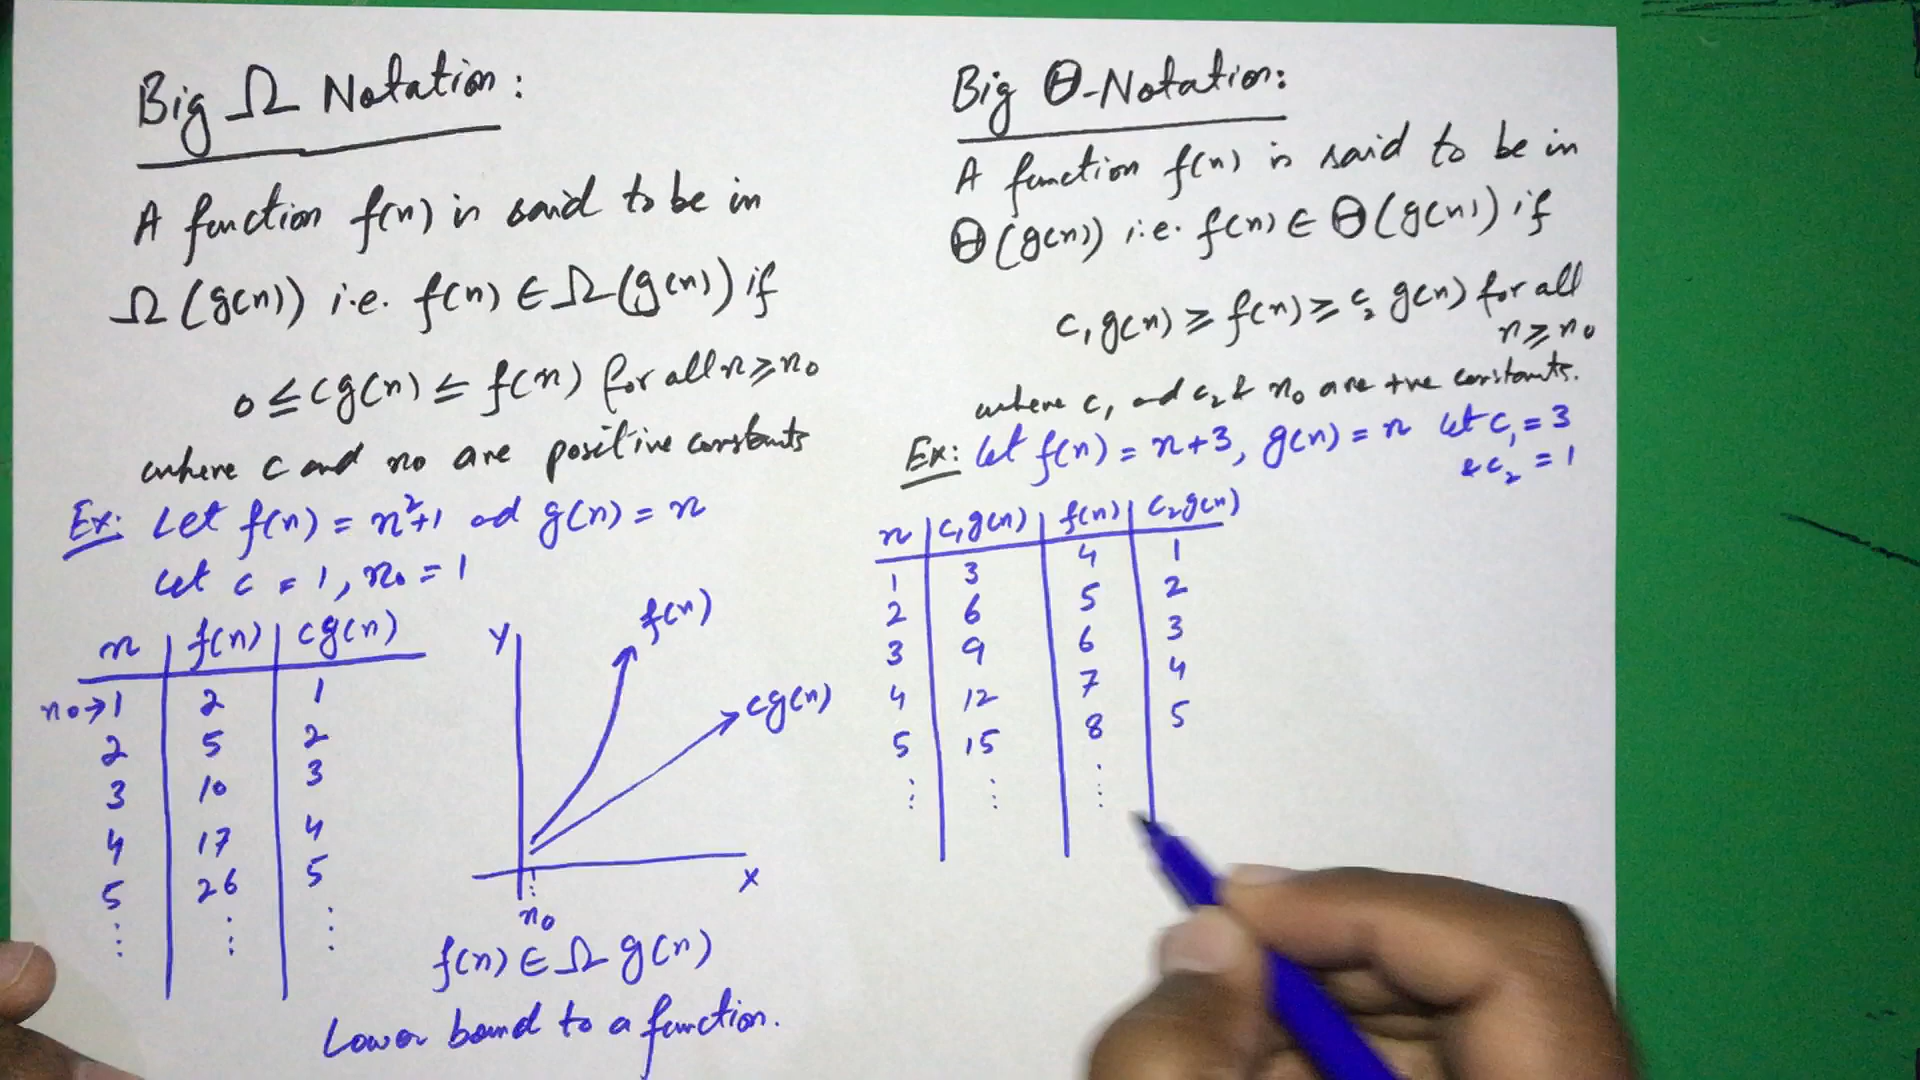 Big Ω Notation:
A function f(n) is said to be in
Ω(g(n)) i.e. f(n) ∈ Ω(g(n)) if
0 ≤ cg(n) ≤ f(n) for all n ≥ n0
where c and no are positive constants
Ex: Let f(n) = n²+1 and g(n) = n
Let c = 1, n0 = 1
n | f(n) | cg(n)
n0→1 2 1
2 5 2
3 10 3
4 17 4
5 26 5
⋮ ⋮ ⋮
Y
f(n)
cg(n)
X
n0
f(n) ∈ Ω g(n)
Lower bound to a function.
Big Θ-Notation:
A function f(n) is said to be in
Θ(g(n)) i.e. f(n) ∈ Θ(g(n)) if
c1g(n) ≥ f(n) ≥ c2 g(n) for all
n ≥ n0
where c1 and c2 & n0 are +ve constants.
Ex: Let f(n) = n+3, g(n) = n Let c1 = 3
& c2 = 1
n | c1g(n) | f(n) | c2g(n)
1 3 4 1
2 6 5 2
3 9 6 3
4 12 7 4
5 15 8 5
⋮ ⋮ ⋮